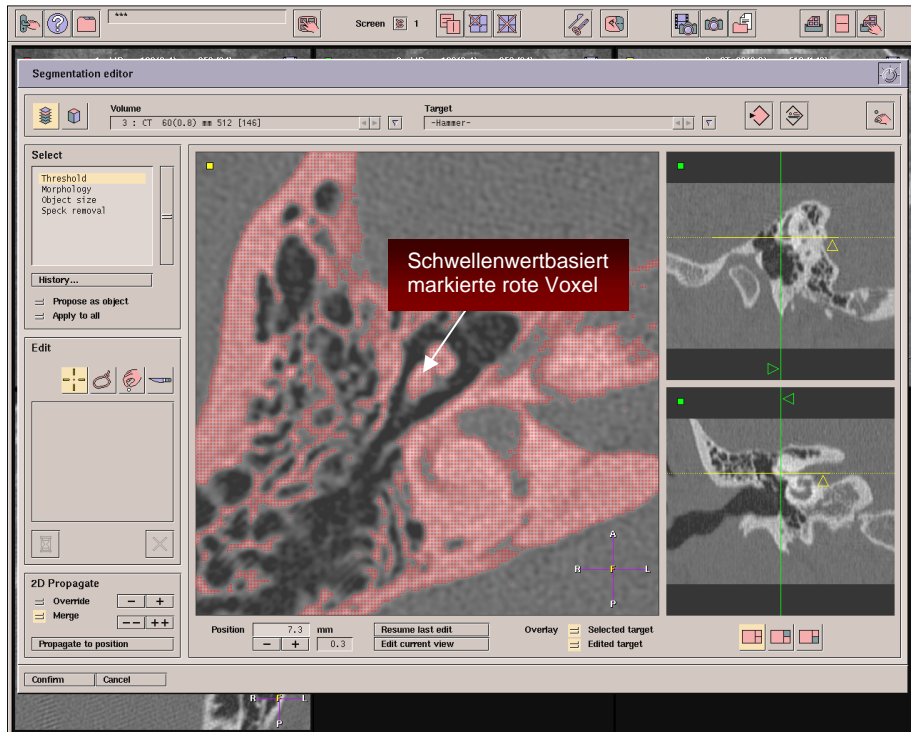 ***
Screen 1
Segmentation editor
Volume
3 : CT 60(0.8) mm 512 [146]
Target
-Hammer-
Select
Threshold
Morphology
Object size
Speck removal
History...
Propose as object
Apply to all
Edit
2D Propagate
Override
- +
Merge
-- ++
Propagate to position
Schwellenwertbasiert
markierte rote Voxel
A
R F L
P
Position 7.3 mm
- + 0.3
Resume last edit
Edit current view
Overlay Selected target
Edited target
Confirm Cancel
R F L
P